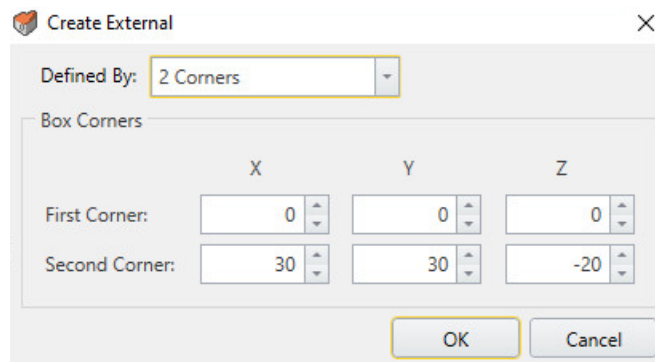 Create External
Defined By: 2 Corners
Box Corners
X Y Z
First Corner: 0 0 0
Second Corner: 30 30 -20
OK Cancel